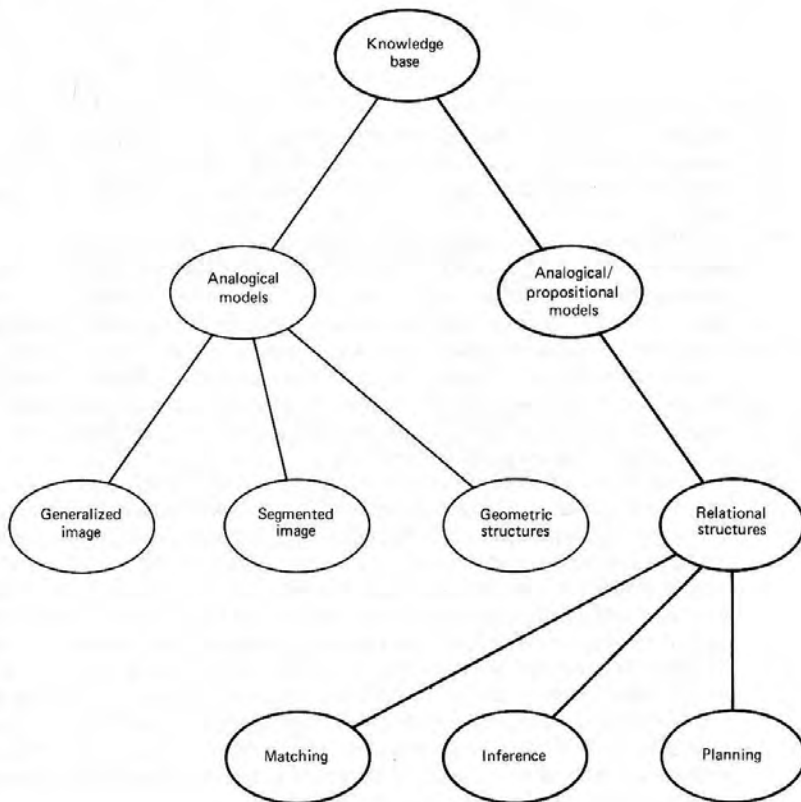 Knowledge
base
Analogical
models
Analogical/
propositional
models
Generalized
image
Segmented
image
Geometric
structures
Relational
structures
Matching
Inference
Planning